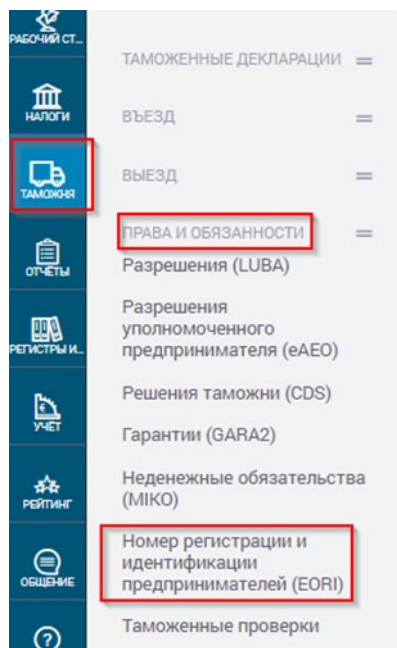 РАБОЧИЙ СТ...
НАЛОГИ
ТАМОЖНЯ
ОТЧЁТЫ
РЕГИСТРЫ И...
УЧЁТ
РЕЙТИНГ
ОБЩЕНИЕ
ТАМОЖЕННЫЕ ДЕКЛАРАЦИИ
ВЪЕЗД
ВЫЕЗД
ПРАВА И ОБЯЗАННОСТИ
Разрешения (LUBA)
Разрешения
уполномоченного
предпринимателя (eAEO)
Решения таможни (CDS)
Гарантии (GARA2)
Неденежные обязательства
(MIKO)
Номер регистрации и
идентификации
предпринимателей (EORI)
Таможенные проверки